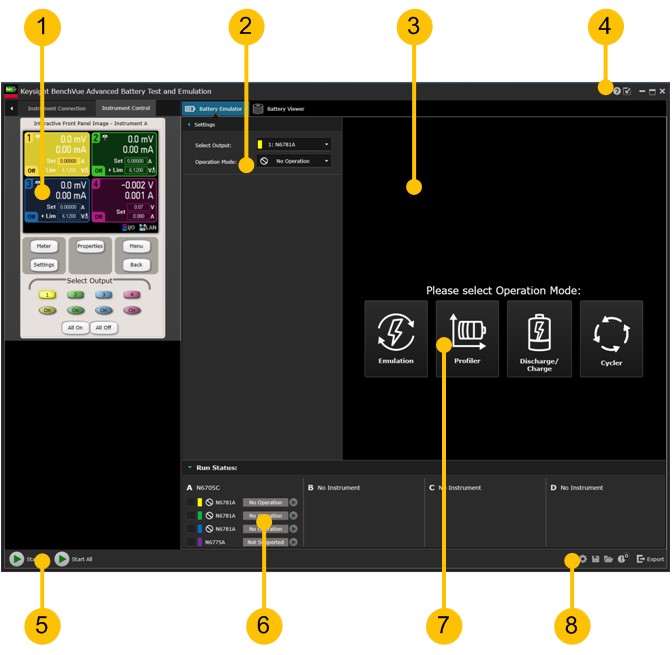 1
2
3
4
Keysight BenchVue Advanced Battery Test and Emulation
Instrument Connection
Instrument Control
Battery Emulator
Battery Viewer
Interactive Front Panel Image - Instrument A
1
0.0 mV
0.00 mA
Set 0.00000 A
Off + Lim 6.1200 V
2
0.0 mV
0.00 mA
Set 0.00000 A
Off + Lim 6.1200 V
3
0.0 mV
0.00 mA
Set 0.00000 A
Off + Lim 6.1200 V
4
-0.002 V
0.001 A
Set 0.07 V
Off 0.000 A
I/O LAN
Meter
Properties
Menu
Settings
Back
Select Output
1 2 3 4
On On On On
All On All Off
Settings
Select Output: 1: N6781A
Operation Mode: No Operation
Please select Operation Mode:
Emulation
Profiler
Discharge/
Charge
Cycler
Run Status:
A N6705C
B No Instrument
C No Instrument
D No Instrument
N6781A No Operation
N6781A No Operation
N6781A No Operation
N6775A Not Supported
Start All
0
Export
5
6
7
8